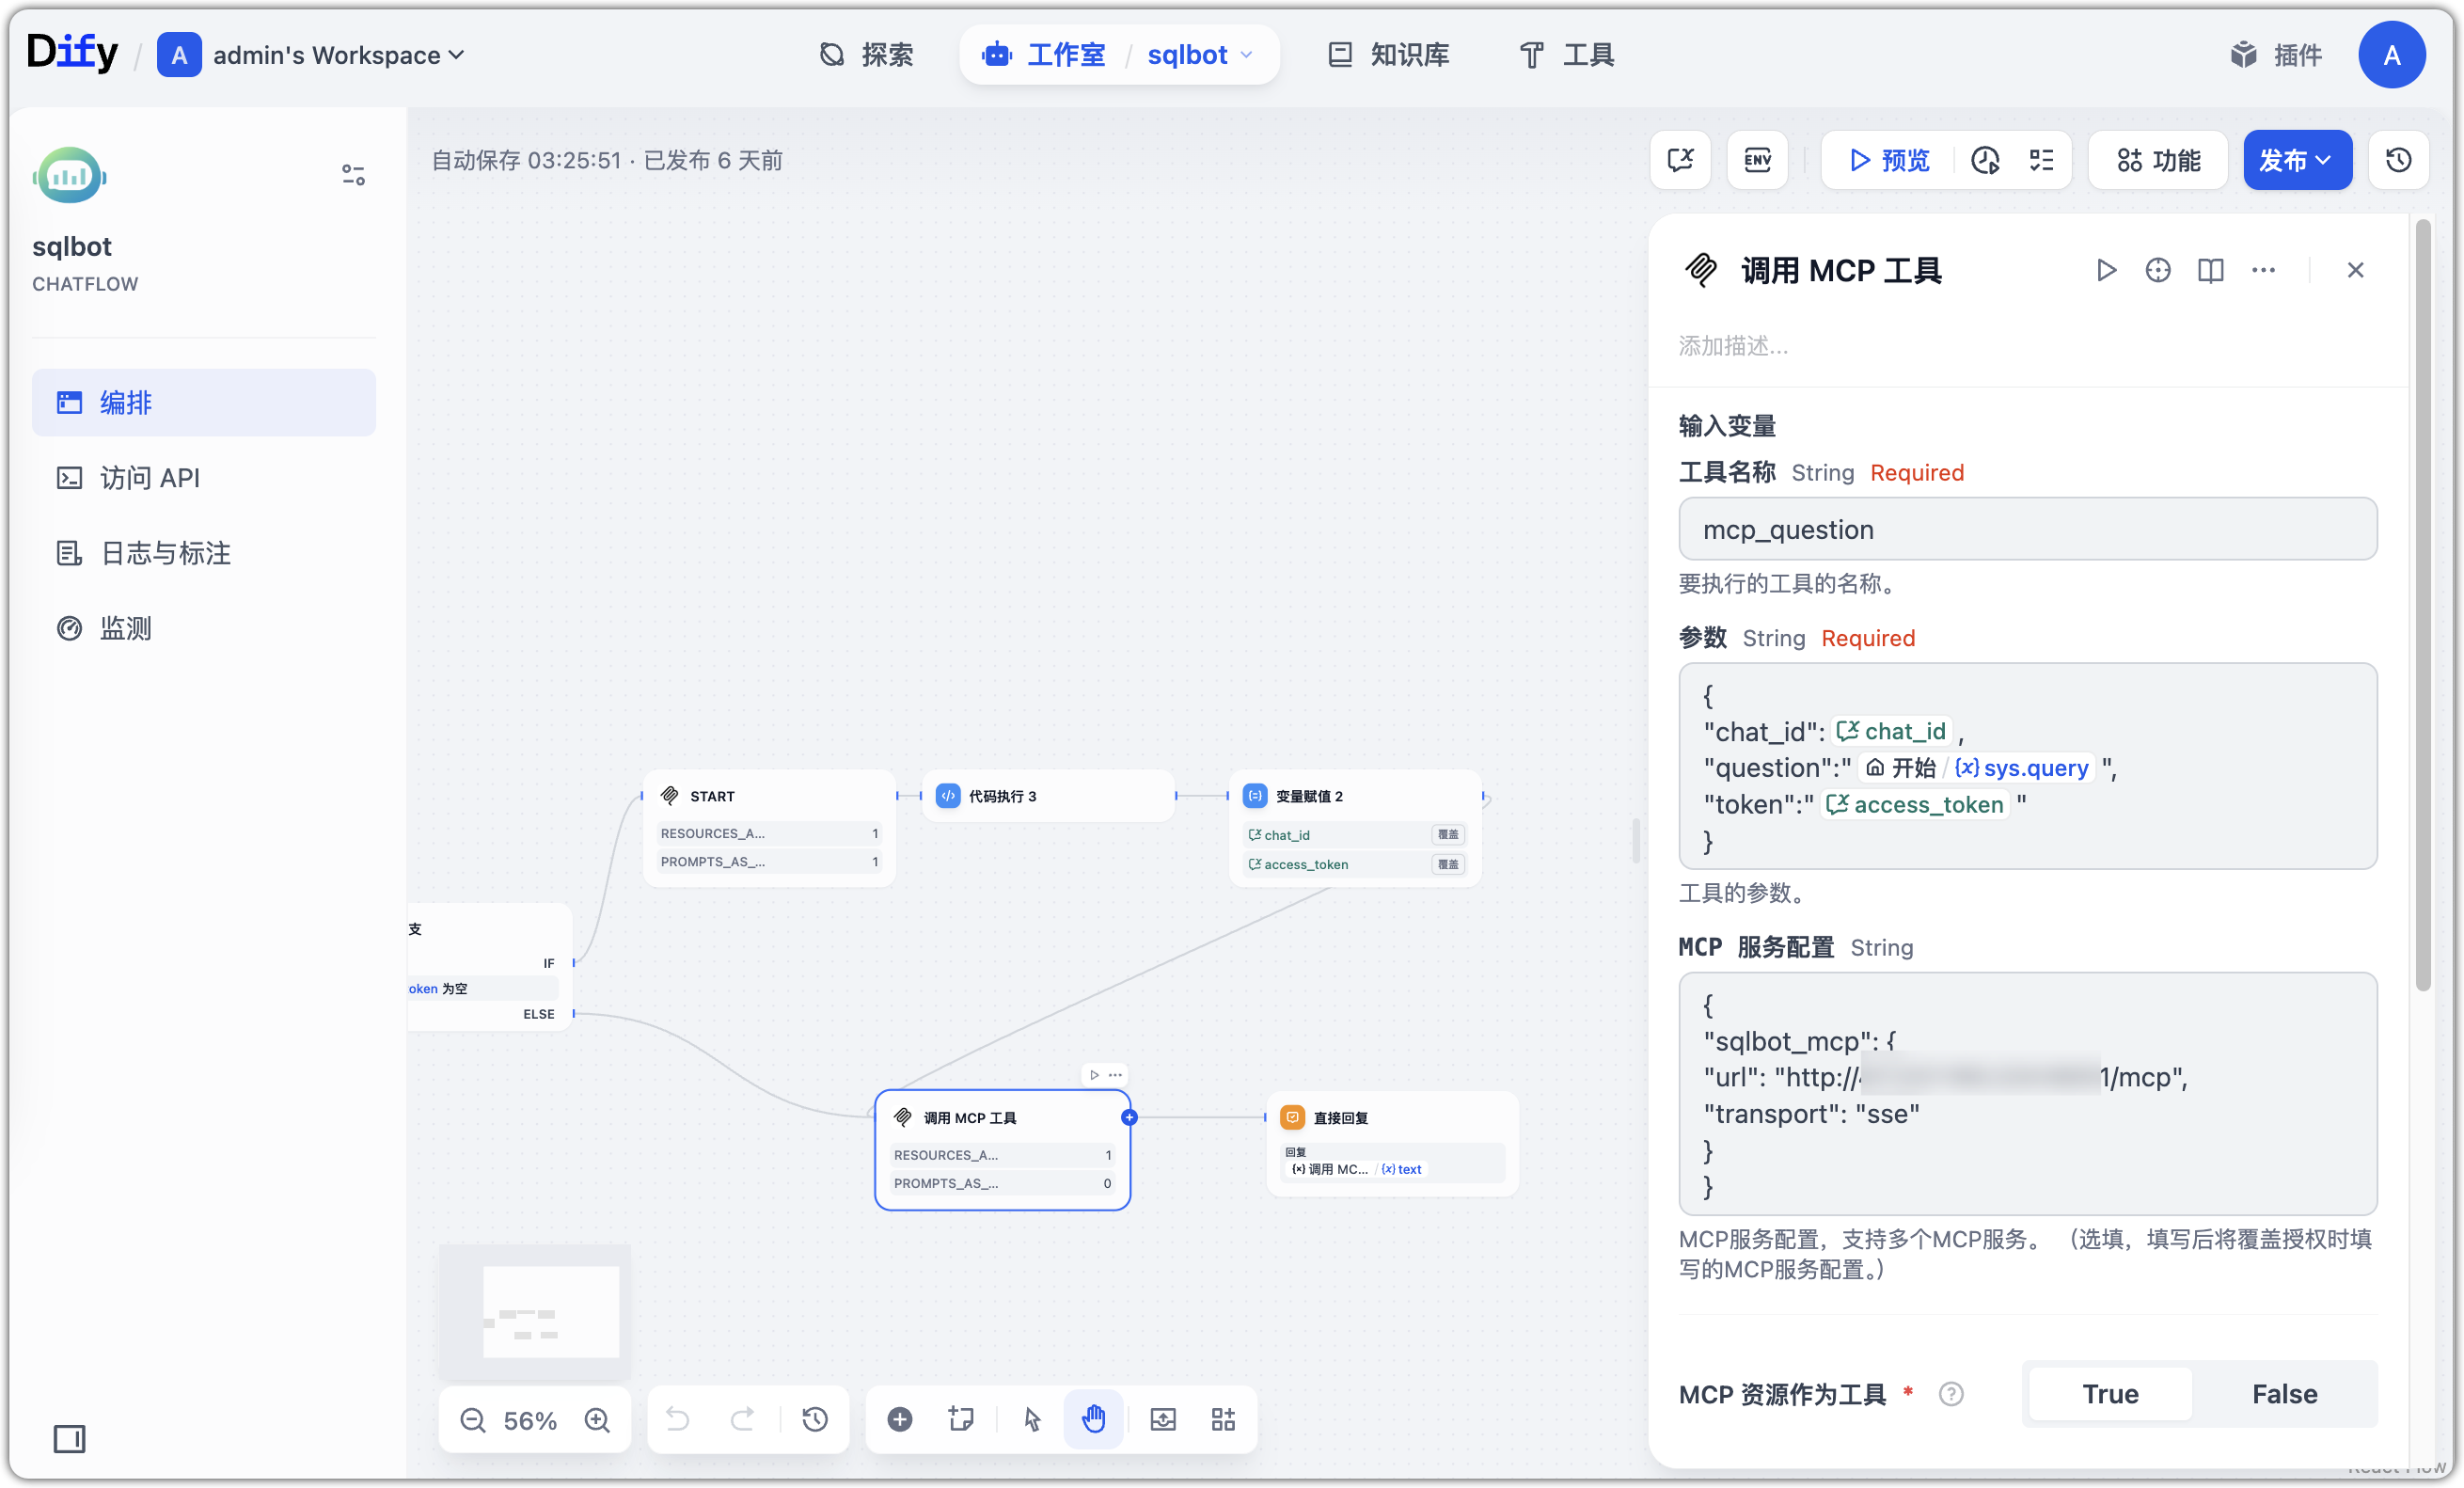 Dify / A admin's Workspace
探索
工作室 / sqlbot
知识库
工具
插件
A
sqlbot
CHATFLOW
编排
访问 API
日志与标注
监测
自动保存 03:25:51 · 已发布 6 天前
ENV
预览
功能
发布
支
IF
oken 为空
ELSE
START
RESOURCES_A... 1
PROMPTS_AS_... 1
代码执行 3
变量赋值 2
chat_id 覆盖
access_token 覆盖
调用 MCP 工具
RESOURCES_A... 1
PROMPTS_AS_... 0
直接回复
回复
{x} 调用 MC... / {x} text
56%
调用 MCP 工具
添加描述...
输入变量
工具名称 String Required
mcp_question
要执行的工具的名称。
参数 String Required
{
"chat_id": chat_id ,
"question":" 开始 / {x} sys.query ",
"token":" access_token "
}
工具的参数。
MCP 服务配置 String
{
"sqlbot_mcp": {
"url": "http:// 1/mcp",
"transport": "sse"
}
}
MCP服务配置，支持多个MCP服务。（选填，填写后将覆盖授权时填
写的MCP服务配置。）
MCP 资源作为工具 * ?
True False